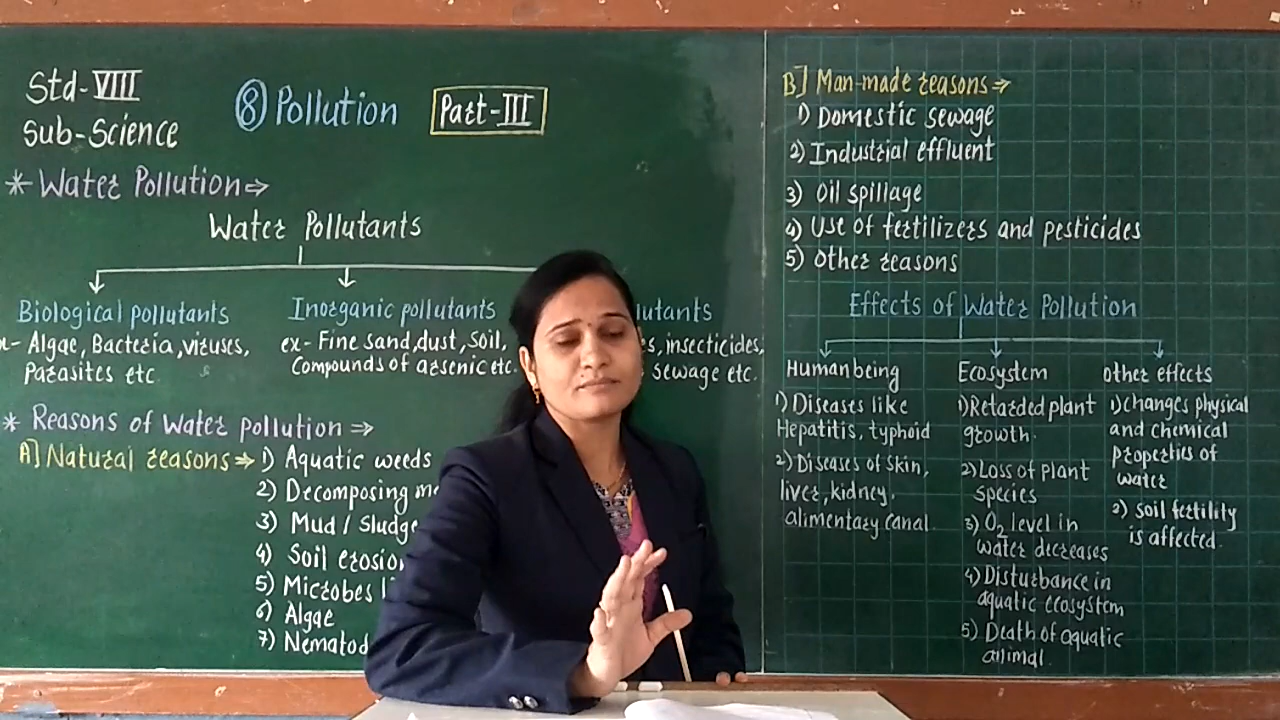 Std-VIII
Sub-Science
⑧ Pollution
Part-III
* Water Pollution⇒
Water Pollutants
Biological pollutants
Algae, Bacteria, viruses,
Parasites etc
Inorganic pollutants
ex- Fine sand, dust, soil,
Compounds of arsenic etc.
insecticides,
sewage etc.
* Reasons of Water pollution ⇒
A] Natural reasons ⇒ 1) Aquatic weeds
2) Decomposing
3) Mud / Sludge
4) Soil
5) Microbes
6) Algae
7)
B] Man-made reasons ⇒
1) Domestic sewage
2) Industrial effluent
3) Oil spillage
4) Use of fertilizers and pesticides
5) Other reasons
Effects of Water Pollution
Human being
1) Diseases like
Hepatitis, typhoid
2) Diseases of skin,
liver, kidney,
alimentary canal
Ecosystem
1) Retarded plant
growth.
2) Loss of plant
species
3) O₂ level in
water decreases
4) Disturbance in
aquatic ecosystem
5) Death of aquatic
animal.
Other effects
1) Changes physical
and chemical
properties of
water
2) soil fertility
is affected.